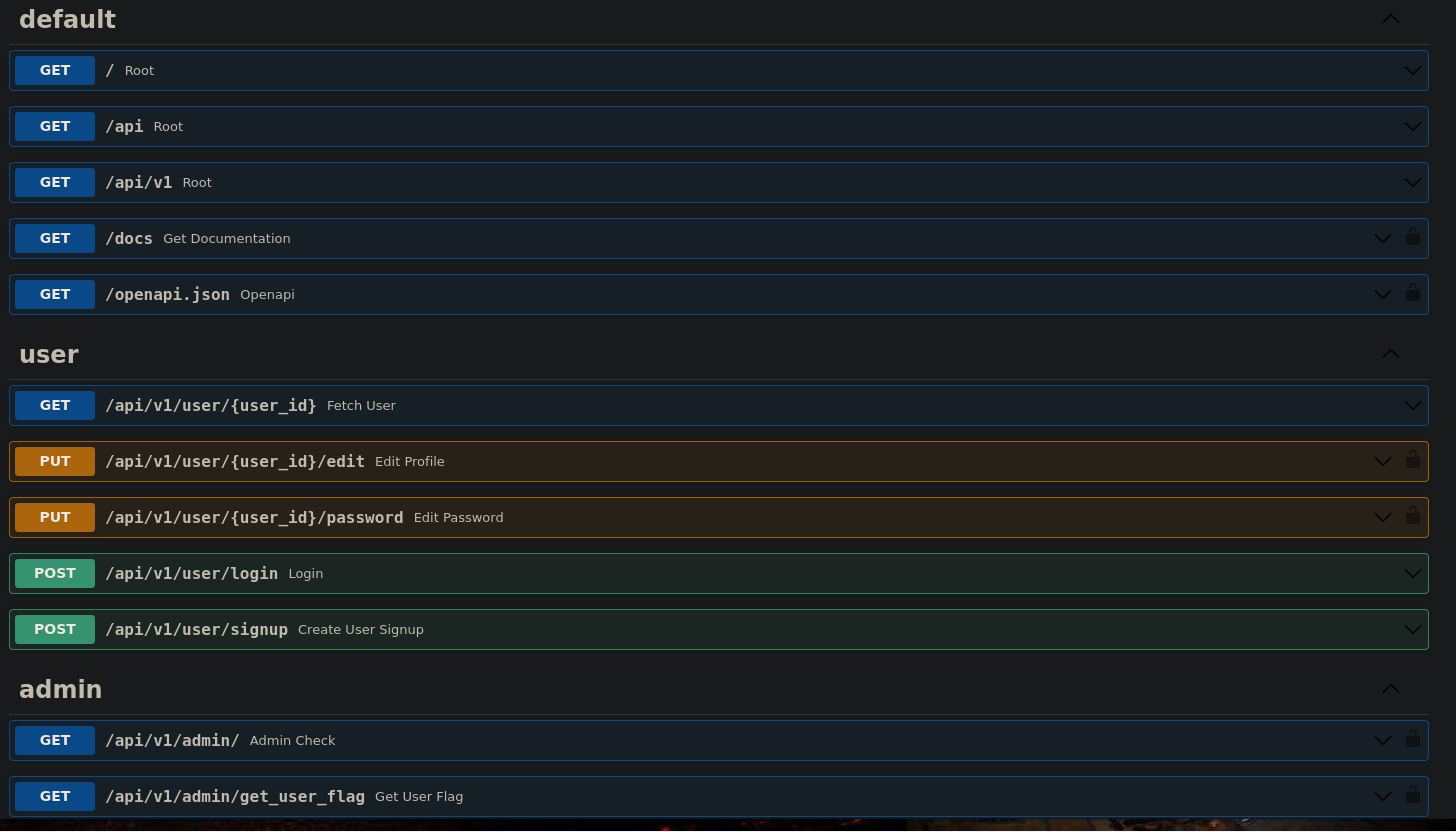 default
GET / Root
GET /api Root
GET /api/v1 Root
GET /docs Get Documentation
GET /openapi.json Openapi
user
GET /api/v1/user/{user_id} Fetch User
PUT /api/v1/user/{user_id}/edit Edit Profile
PUT /api/v1/user/{user_id}/password Edit Password
POST /api/v1/user/login Login
POST /api/v1/user/signup Create User Signup
admin
GET /api/v1/admin/ Admin Check
GET /api/v1/admin/get_user_flag Get User Flag